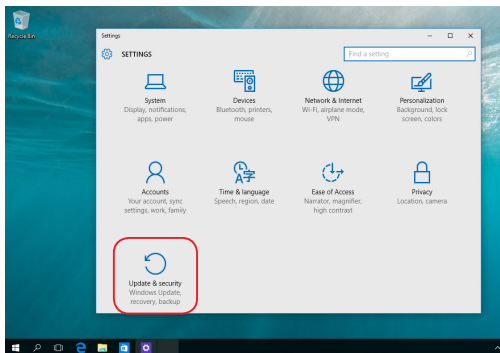 Recycle Bin
Settings
SETTINGS
Find a setting
System
Display, notifications,
apps, power
Devices
Bluetooth, printers,
mouse
Network & Internet
Wi-Fi, airplane mode,
VPN
Personalization
Background, lock
screen, colors
Accounts
Your account, sync
settings, work, family
Time & language
Speech, region, date
Ease of Access
Narrator, magnifier,
high contrast
Privacy
Location, camera
Update & security
Windows Update,
recovery, backup